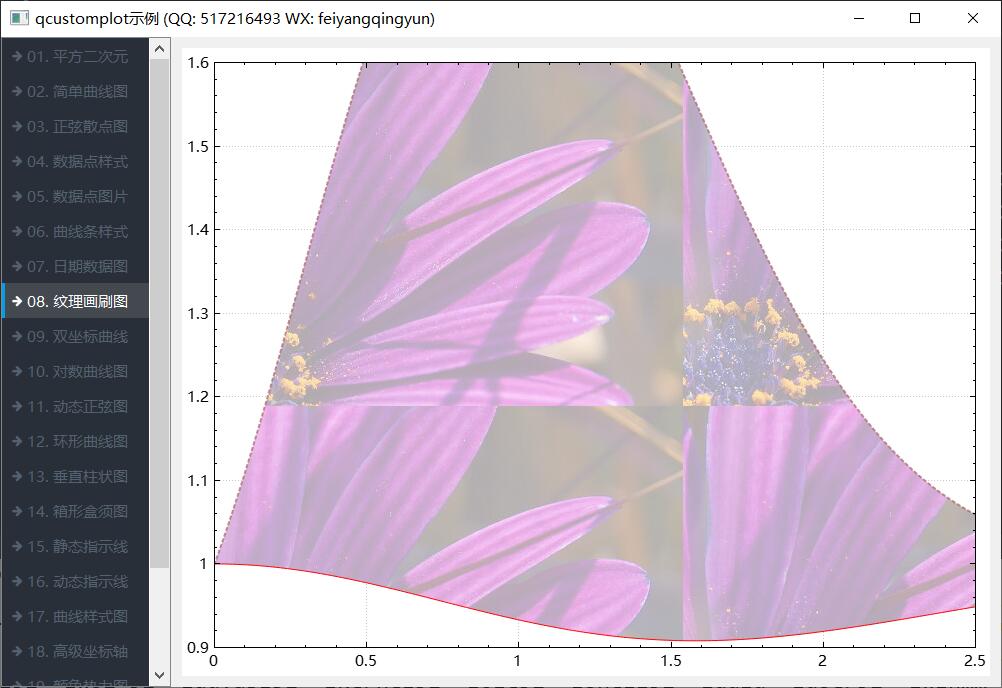 qcustomplot示例 (QQ: 517216493 WX: feiyangqingyun)
01. 平方二次元
02. 简单曲线图
03. 正弦散点图
04. 数据点样式
05. 数据点图片
06. 曲线条样式
07. 日期数据图
08. 纹理画刷图
09. 双坐标曲线
10. 对数曲线图
11. 动态正弦图
12. 环形曲线图
13. 垂直柱状图
14. 箱形盒须图
15. 静态指示线
16. 动态指示线
17. 曲线样式图
18. 高级坐标轴
19. 颜色热力图
1.6
1.5
1.4
1.3
1.2
1.1
1
0.9
0
0.5
1
1.5
2
2.5